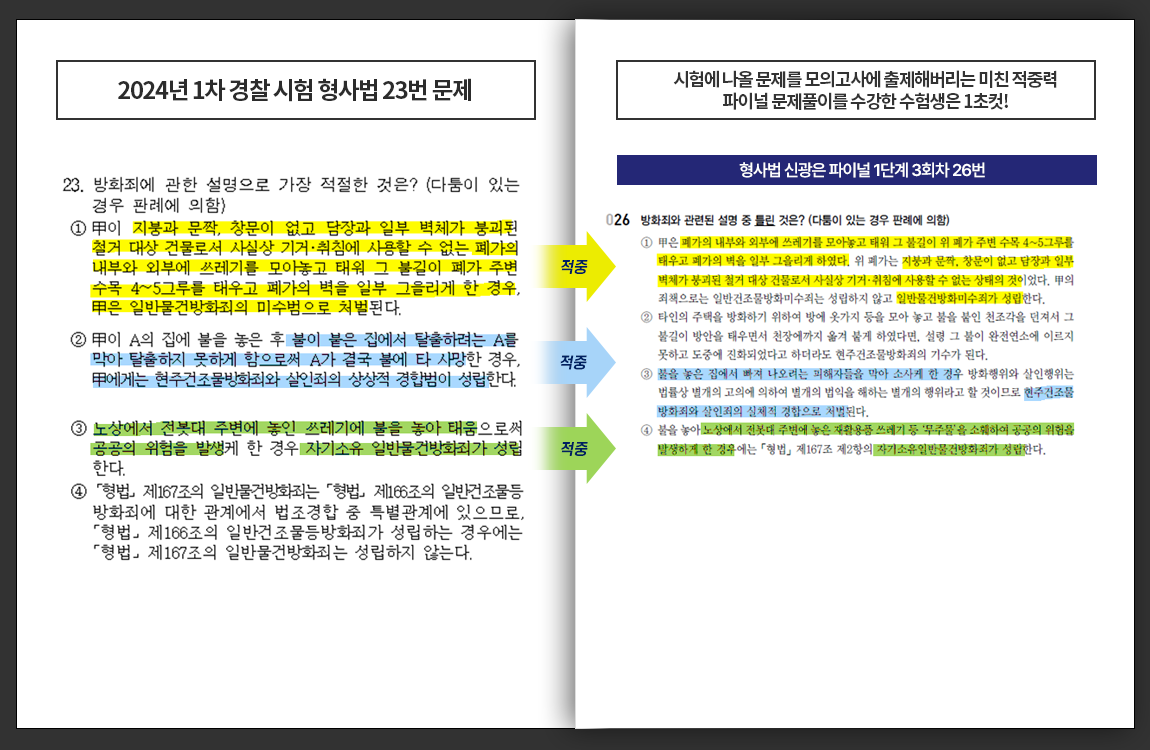 2024년 1차 경찰 시험 형사법 23번 문제
23. 방화죄에 관한 설명으로 가장 적절한 것은? (다툼이 있는
경우 판례에 의함)
① 甲이 지붕과 문짝, 창문이 없고 담장과 일부 벽체가 붕괴된
철거 대상 건물로서 사실상 기거·취침에 사용할 수 없는 폐가의
내부와 외부에 쓰레기를 모아놓고 태워 그 불길이 폐가 주변
수목 4~5그루를 태우고 폐가의 벽을 일부 그을리게 한 경우,
甲은 일반물건방화죄의 미수범으로 처벌된다.
② 甲이 A의 집에 불을 놓은 후 불이 붙은 집에서 탈출하려는 A를
막아 탈출하지 못하게 함으로써 A가 결국 불에 타 사망한 경우,
甲에게는 현주건조물방화죄와 살인죄의 상상적 경합범이 성립한다.
③ 노상에서 전봇대 주변에 놓인 쓰레기에 불을 놓아 태움으로써
공공의 위험을 발생케 한 경우 자기소유 일반물건방화죄가 성립
한다.
④ 「형법」 제167조의 일반물건방화죄는 「형법」 제166조의 일반건조물등
방화죄에 대한 관계에서 법조경합 중 특별관계에 있으므로,
「형법」 제166조의 일반건조물등방화죄가 성립하는 경우에는
「형법」 제167조의 일반물건방화죄는 성립하지 않는다.
적중
적중
적중
시험에 나올 문제를 모의고사에 출제해버리는 미친 적중력
파이널 문제풀이를 수강한 수험생은 1초컷!
형사법 신광은 파이널 1단계 3회차 26번
026 방화죄와 관련된 설명 중 틀린 것은? (다툼이 있는 경우 판례에 의함)
① 甲은 폐가의 내부와 외부에 쓰레기를 모아놓고 태워 그 불길이 위 폐가 주변 수목 4~5그루를
태우고 폐가의 벽을 일부 그을리게 하였다. 위 폐가는 지붕과 문짝, 창문이 없고 담장과 일부
벽체가 붕괴된 철거 대상 건물로서 사실상 기거·취침에 사용할 수 없는 상태의 것이었다. 甲의
죄책으로는 일반건조물방화미수죄는 성립하지 않고 일반물건방화미수죄가 성립한다.
② 타인의 주택을 방화하기 위하여 방에 옷가지 등을 모아 놓고 불을 붙인 천조각을 던져서 그
불길이 방안을 태우면서 천장에까지 옮겨 붙게 하였다면, 설령 그 불이 완전연소에 이르지
못하고 도중에 진화되었다고 하더라도 현주건조물방화죄의 기수가 된다.
③ 불을 놓은 집에서 빠져 나오려는 피해자들을 막아 소사케 한 경우 방화행위와 살인행위는
법률상 별개의 고의에 의하여 별개의 법익을 해하는 별개의 행위라고 할 것이므로 현주건조물
방화죄와 살인죄의 실체적 경합으로 처벌된다.
④ 불을 놓아 노상에서 전봇대 주변에 놓은 재활용품 쓰레기 등 '무주물'을 소훼하여 공공의 위험을
발생하게 한 경우에는 「형법」 제167조 제2항의 자기소유일반물건방화죄가 성립한다.